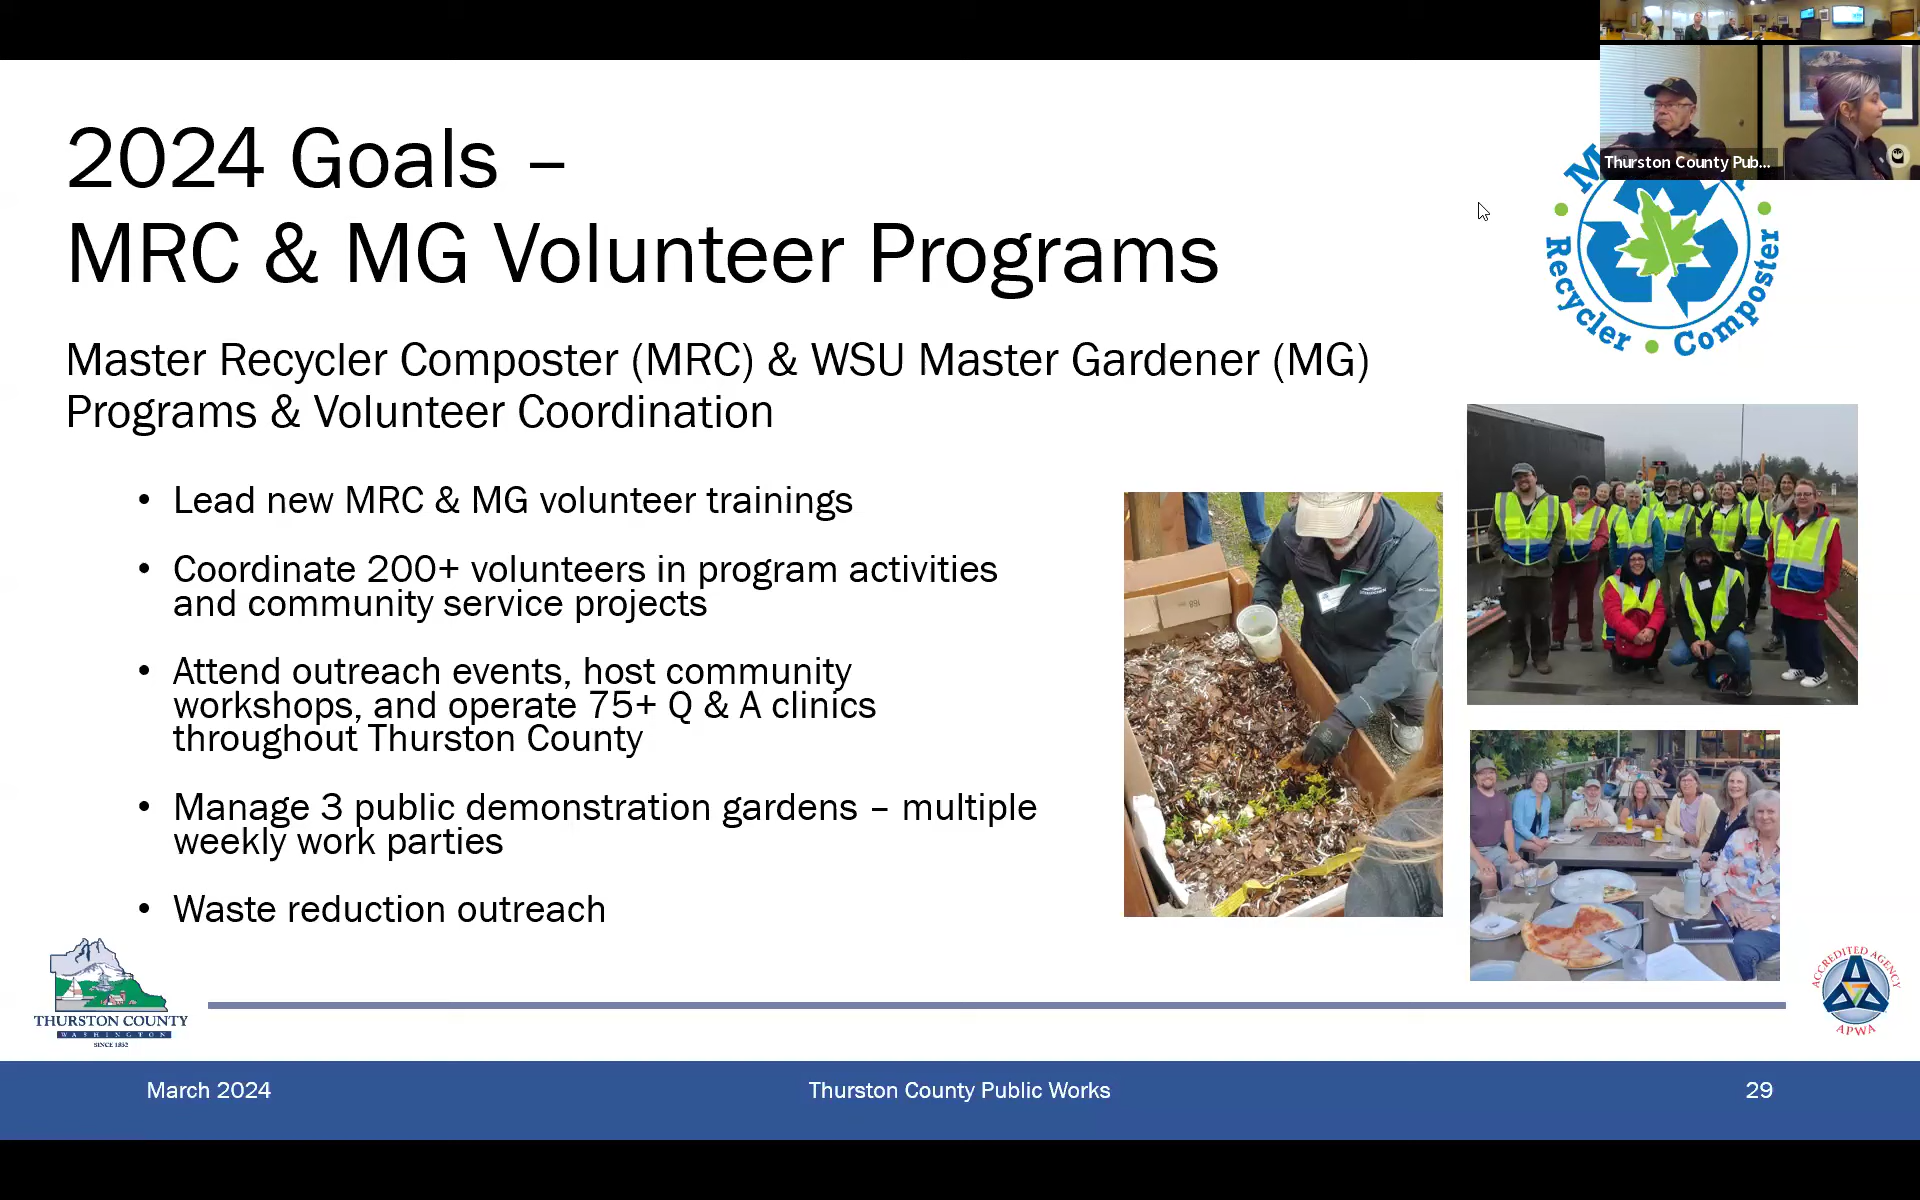 Thurston County Pub...
2024 Goals –
MRC & MG Volunteer Programs
Recycler • Composter
Master Recycler Composter (MRC) & WSU Master Gardener (MG)
Programs & Volunteer Coordination
• Lead new MRC & MG volunteer trainings
• Coordinate 200+ volunteers in program activities
and community service projects
• Attend outreach events, host community
workshops, and operate 75+ Q & A clinics
throughout Thurston County
• Manage 3 public demonstration gardens – multiple
weekly work parties
• Waste reduction outreach
THURSTON COUNTY
WASHINGTON
SINCE 1852
ACCREDITED AGENCY
APWA
March 2024
Thurston County Public Works
29